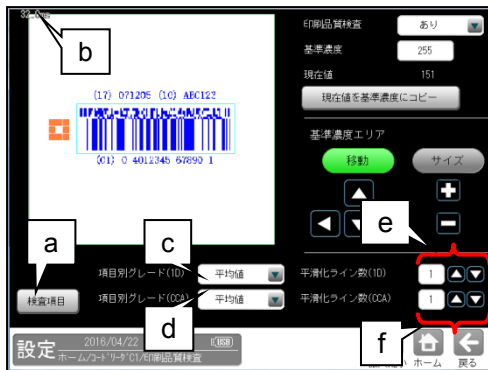 32.0ms
b
(17) 071205 (10) ABC123
(01) 0 4012345 67890 1
印刷品質検査
あり
基準濃度
255
現在値
151
現在値を基準濃度にコピー
基準濃度エリア
移動
サイズ
a
c
e
項目別グレード(1D)
平均値
平滑化ライン数(1D)
1
検査項目
項目別グレード(CCA)
平均値
平滑化ライン数(CCA)
1
d
f
設定
2016/04/22
USB
ホーム/コードリーダC1/印刷品質検査
ホーム
戻る